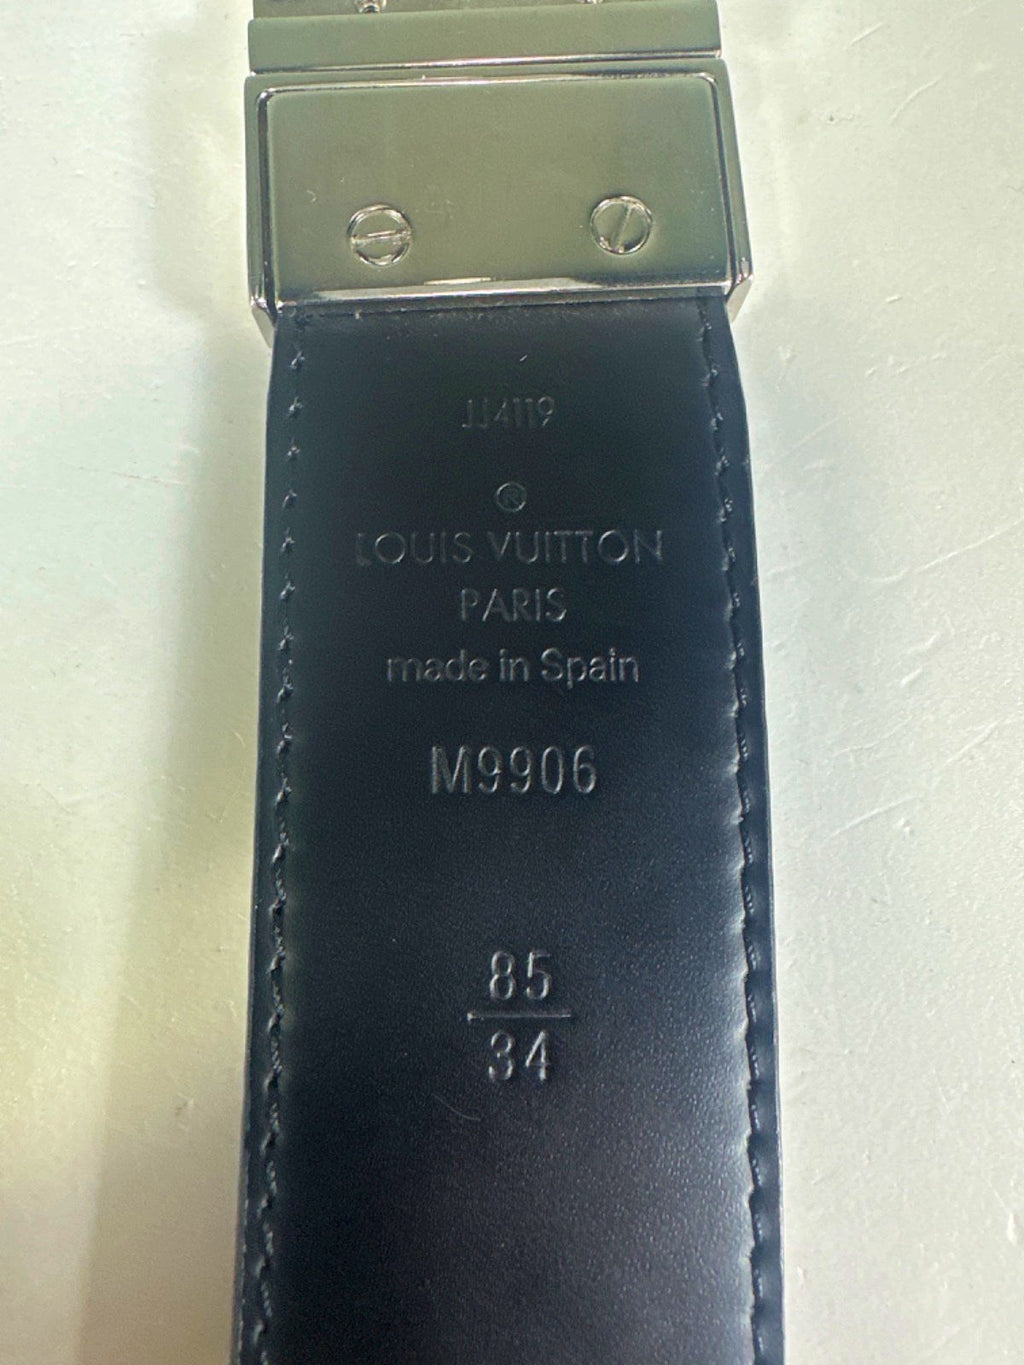 JJ4119
®
LOUIS VUITTON
PARIS
made in Spain
M9906
85
34